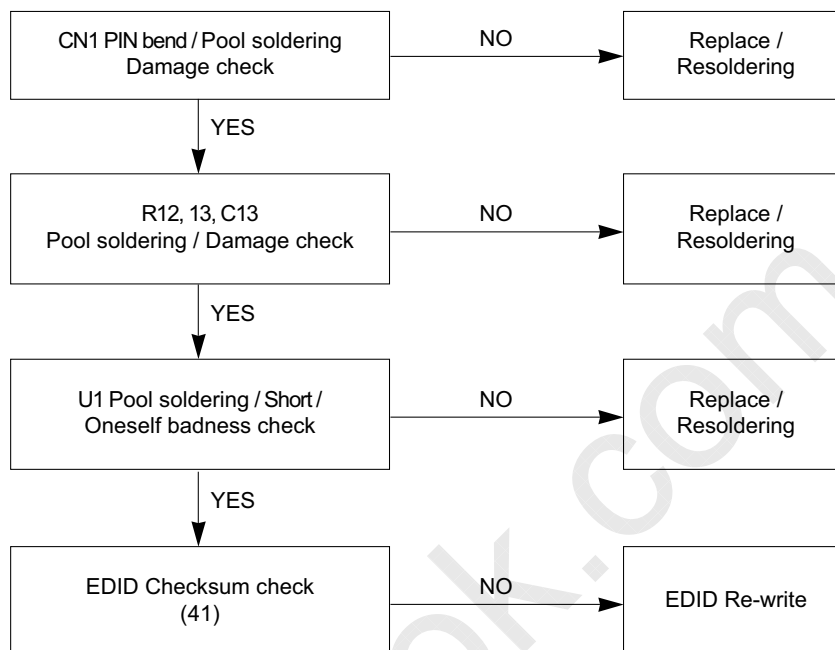 CN1 PIN bend / Pool soldering
Damage check
NO
Replace /
Resoldering
YES
R12, 13, C13
Pool soldering / Damage check
NO
Replace /
Resoldering
YES
U1 Pool soldering / Short /
Oneself badness check
NO
Replace /
Resoldering
YES
EDID Checksum check
(41)
NO
EDID Re-write
ok.com